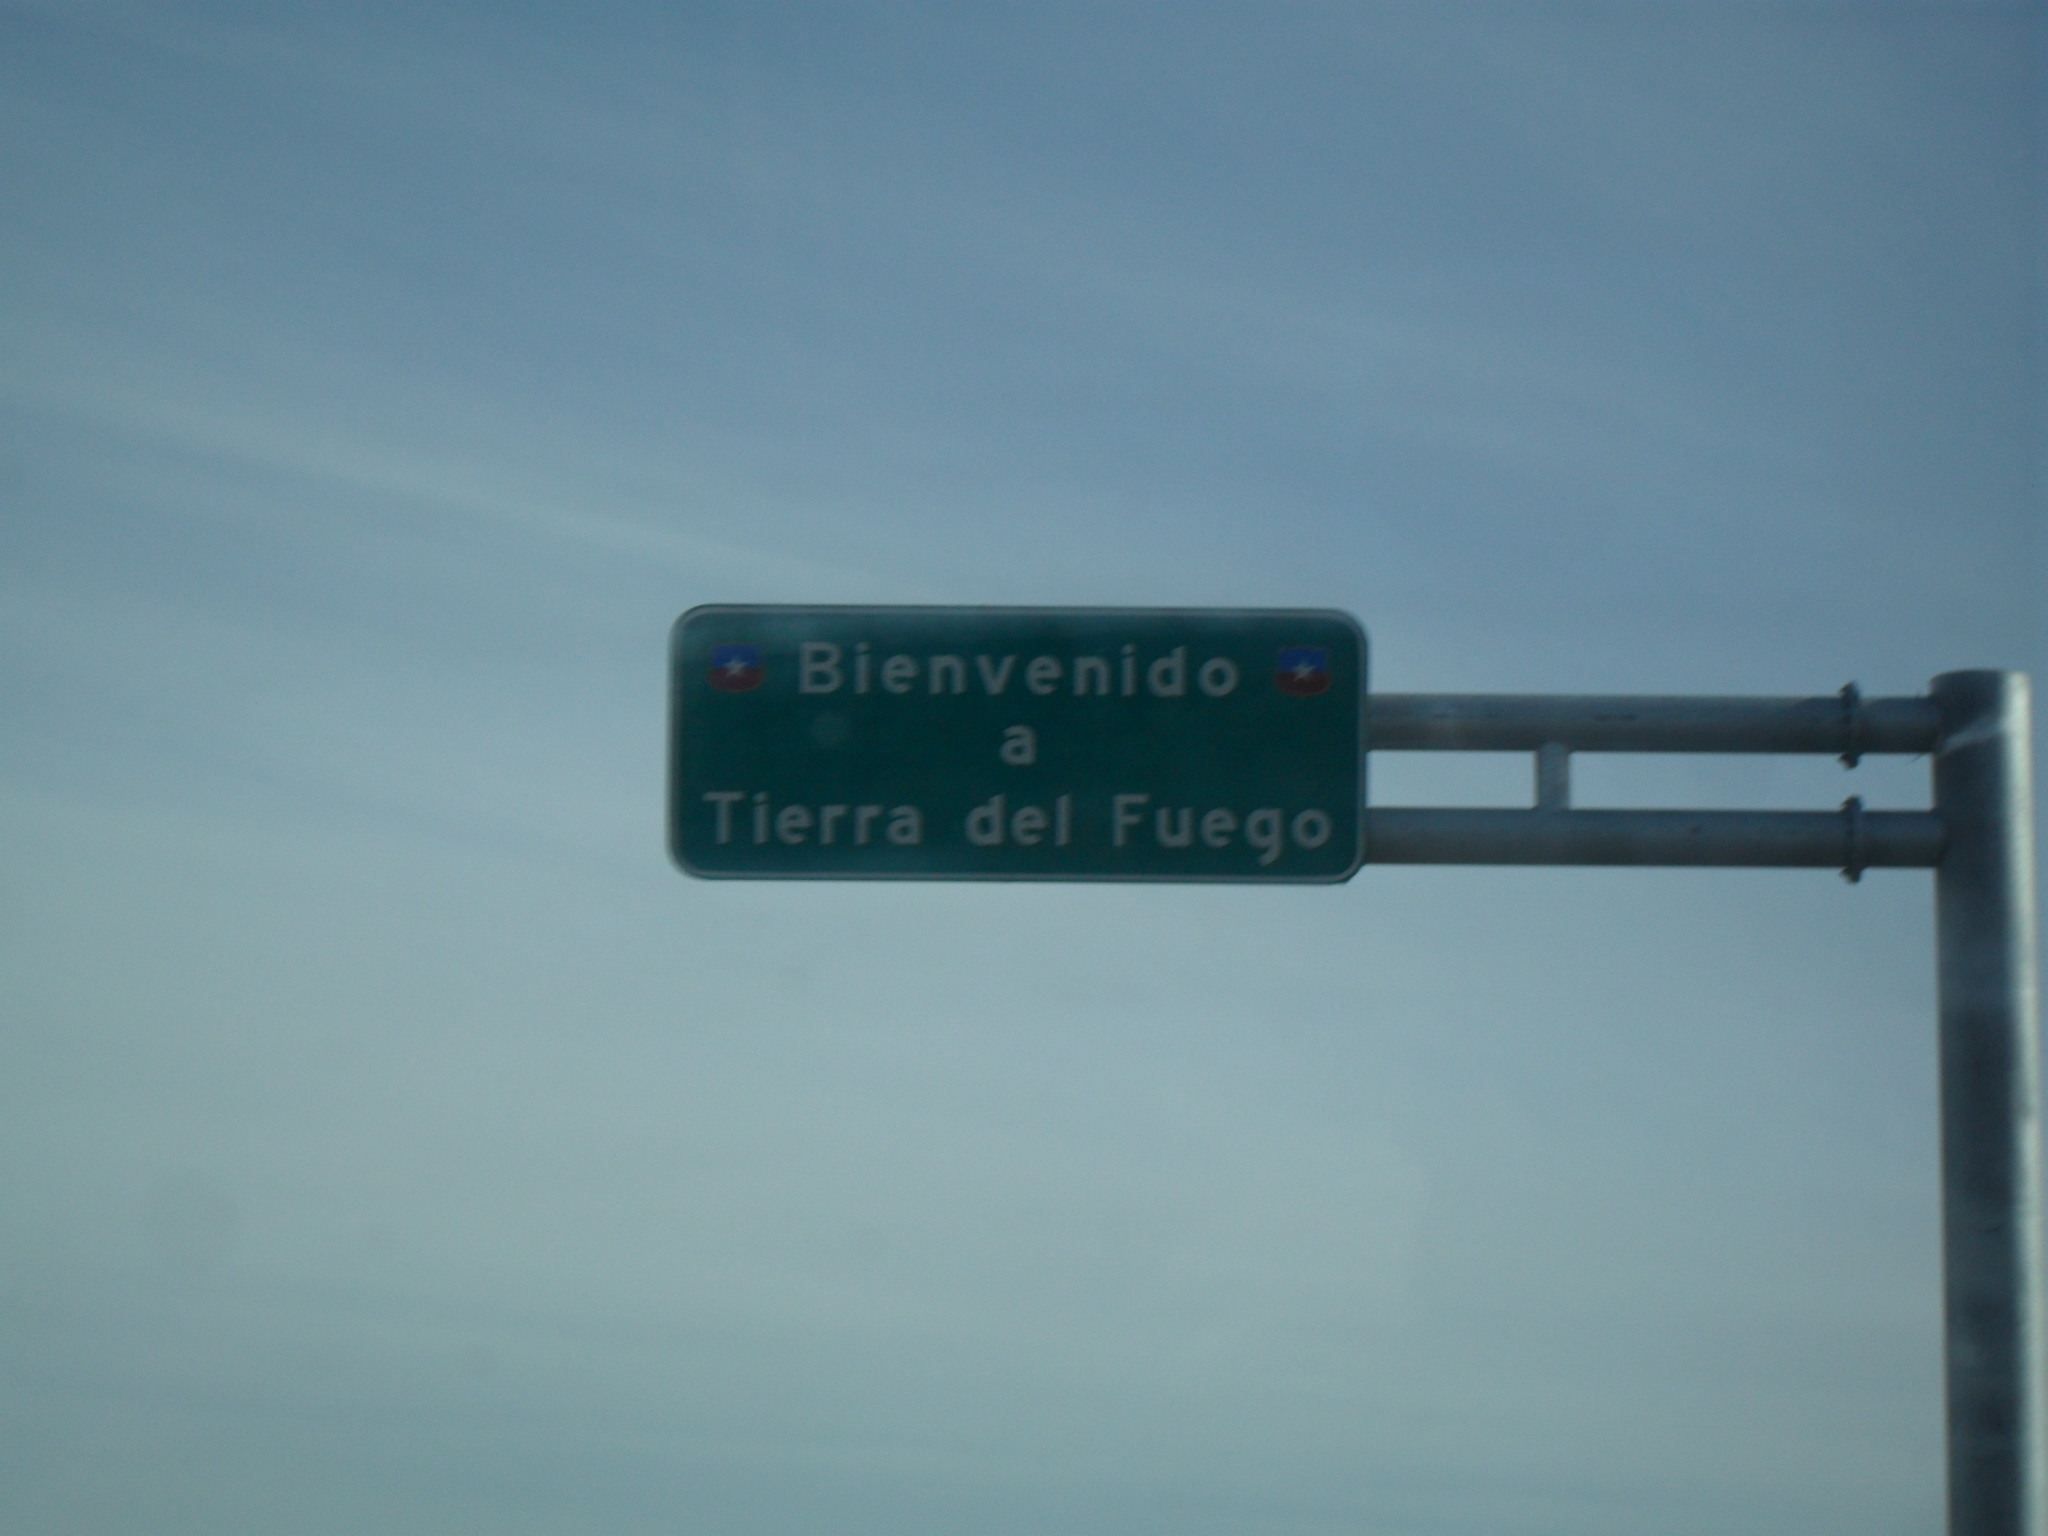 Bienvenido
a
Tierra del Fuego